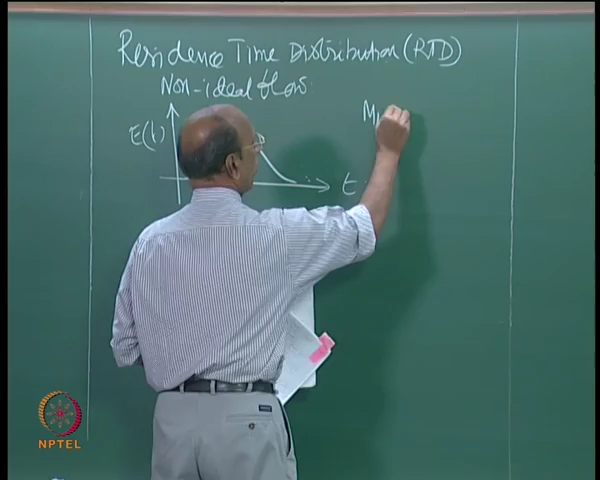 Residence Time Distribution (RTD)
Non-ideal flow
E(t)
t
NPTEL